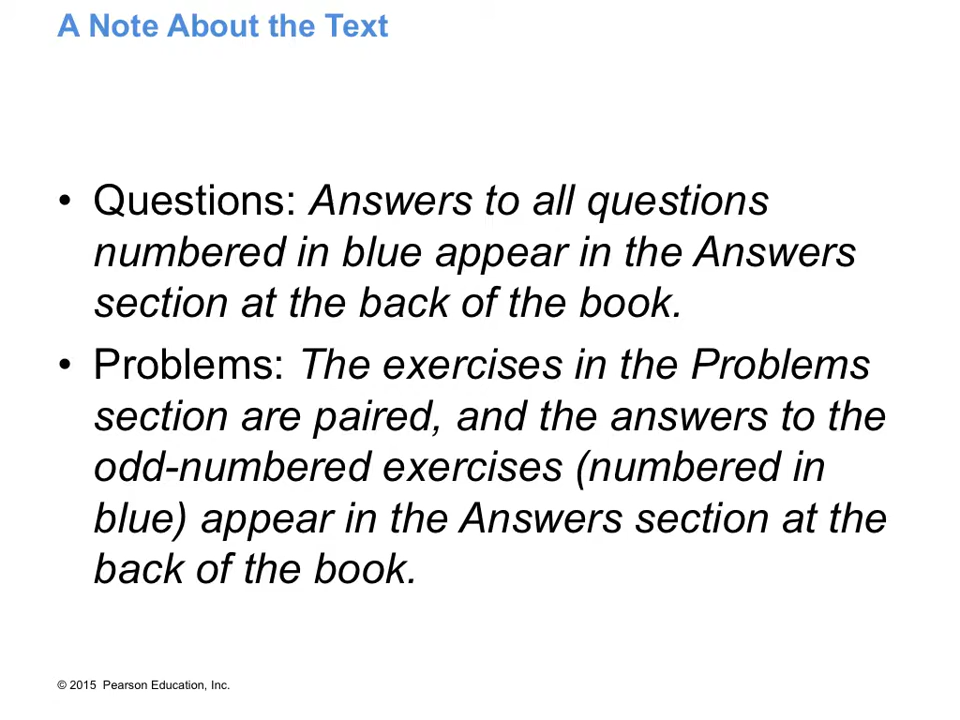 A Note About the Text
• Questions: Answers to all questions
numbered in blue appear in the Answers
section at the back of the book.
• Problems: The exercises in the Problems
section are paired, and the answers to the
odd-numbered exercises (numbered in
blue) appear in the Answers section at the
back of the book.
© 2015 Pearson Education, Inc.